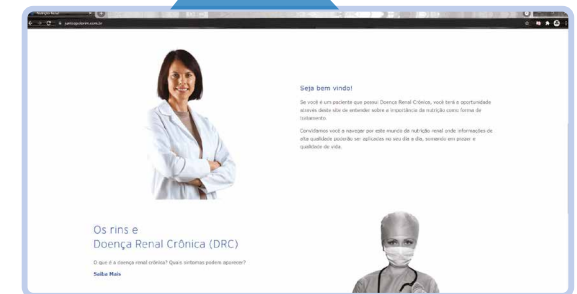 Seja bem vindo!
Se você é um paciente que possui Doença Renal Crônica, você terá a oportunidade
através deste site de entender sobre a importância da nutrição como forma de
tratamento.
Convidamos você a navegar por este mundo da nutrição renal onde informações de
alta qualidade poderão ser aplicadas no seu dia a dia, somando em prazer e
qualidade de vida.
Os rins e
Doença Renal Crônica (DRC)
O que é a doença renal crônica? Quais sintomas podem aparecer?
Saiba Mais